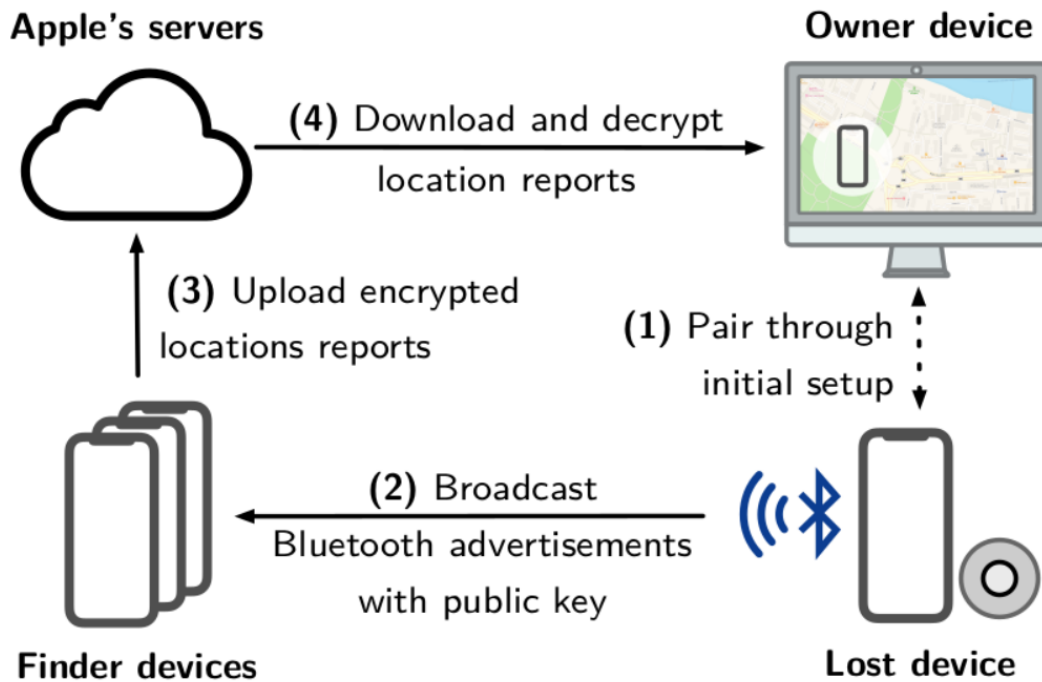 Apple's servers
Owner device
(4) Download and decrypt
location reports
(3) Upload encrypted
locations reports
(1) Pair through
initial setup
(2) Broadcast
Bluetooth advertisements
with public key
Finder devices
Lost device